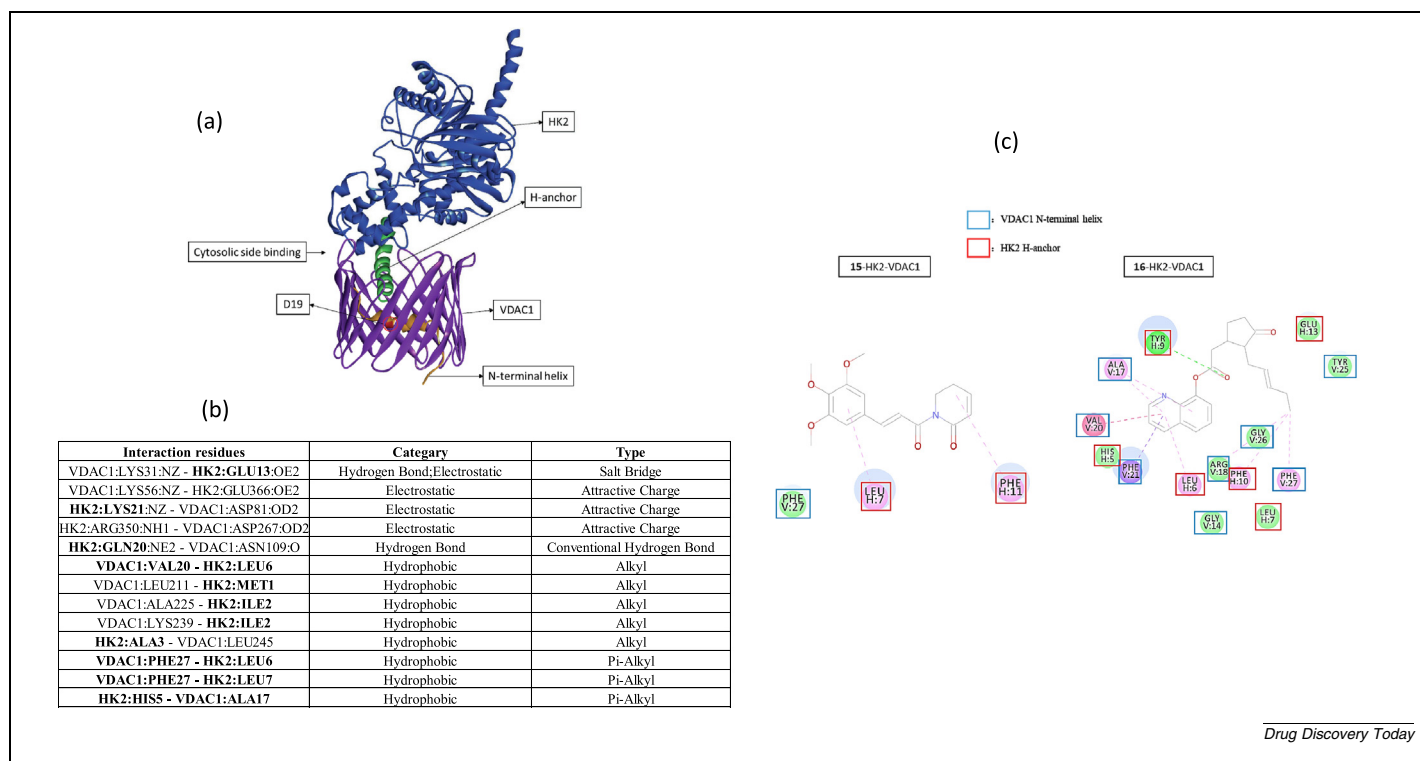 (a)
HK2
H-anchor
Cytosolic side binding
D19
VDAC1
N-terminal helix
(b)
Interaction residues Categary Type
VDAC1:LYS31:NZ - HK2:GLU13:OE2 Hydrogen Bond;Electrostatic Salt Bridge
VDAC1:LYS56:NZ - HK2:GLU366:OE2 Electrostatic Attractive Charge
HK2:LYS21:NZ - VDAC1:ASP81:OD2 Electrostatic Attractive Charge
HK2:ARG350:NH1 - VDAC1:ASP267:OD2 Electrostatic Attractive Charge
HK2:GLN20:NE2 - VDAC1:ASN109:O Hydrogen Bond Conventional Hydrogen Bond
VDAC1:VAL20 - HK2:LEU6 Hydrophobic Alkyl
VDAC1:LEU211 - HK2:MET1 Hydrophobic Alkyl
VDAC1:ALA225 - HK2:ILE2 Hydrophobic Alkyl
VDAC1:LYS239 - HK2:ILE2 Hydrophobic Alkyl
HK2:ALA3 - VDAC1:LEU245 Hydrophobic Alkyl
VDAC1:PHE27 - HK2:LEU6 Hydrophobic Pi-Alkyl
VDAC1:PHE27 - HK2:LEU7 Hydrophobic Pi-Alkyl
HK2:HIS5 - VDAC1:ALA17 Hydrophobic Pi-Alkyl
(c)
: VDAC1 N-terminal helix
: HK2 H-anchor
15-HK2-VDAC1
O
O
O
N
O
O
PHE
V:27
LEU
H:7
PHE
H:11
16-HK2-VDAC1
TYR
H:9
O
GLU
H:13
TYR
V:25
ALA
V:17
O
O
N
VAL
V:20
HIS
H:5
PHE
V:21
LEU
H:6
ARG
V:18
GLY
V:26
PHE
H:10
PHE
V:27
GLY
V:14
LEU
H:7
Drug Discovery Today